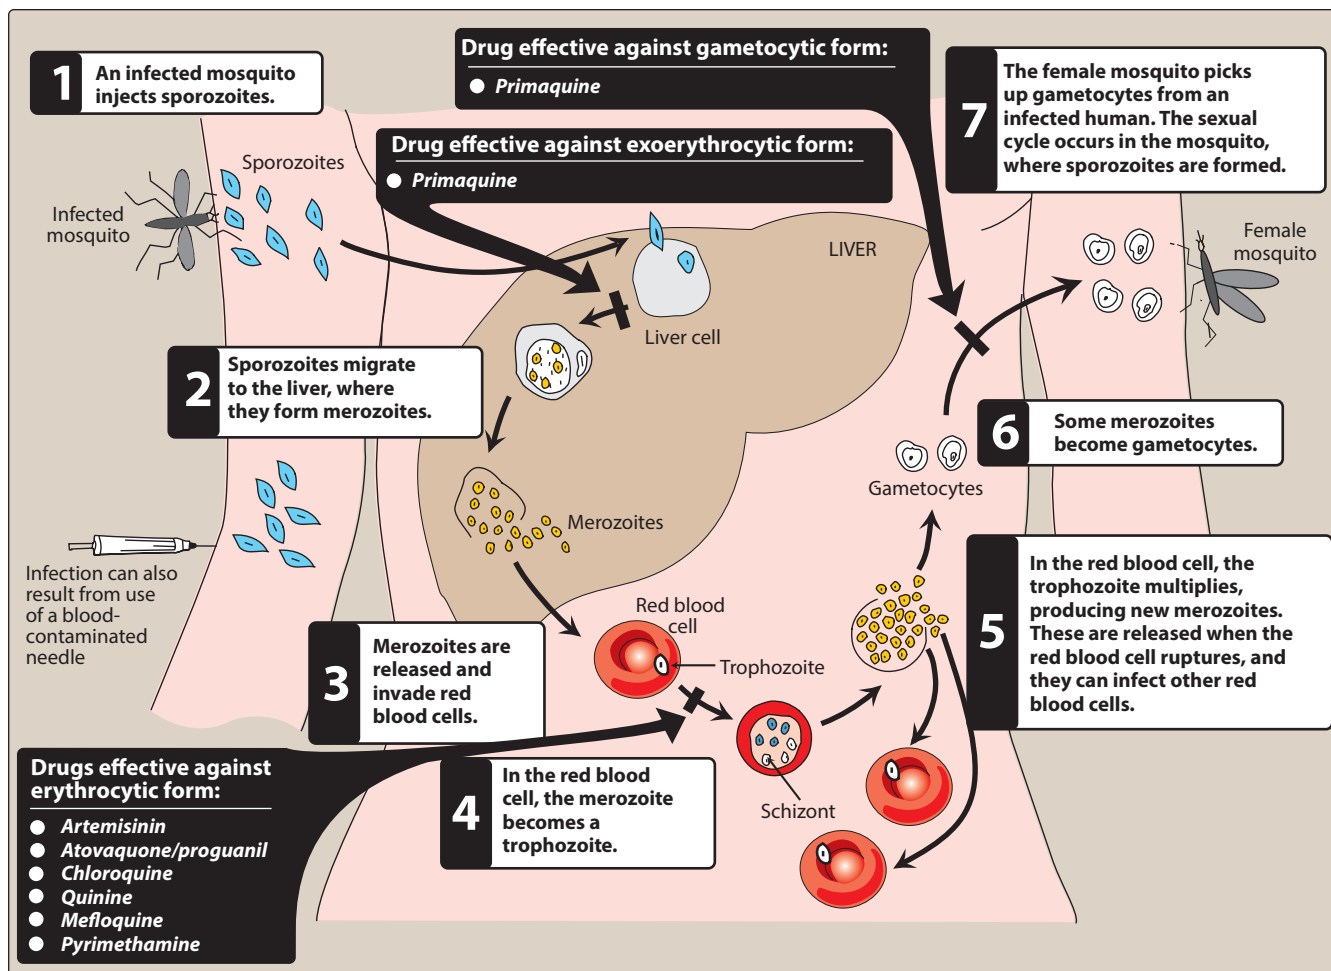 1
An infected mosquito
injects sporozoites.
Drug effective against gametocytic form:
Primaquine
7
The female mosquito picks
up gametocytes from an
infected human. The sexual
cycle occurs in the mosquito,
where sporozoites are formed.
Drug effective against exoerythrocytic form:
Primaquine
Sporozoites
Infected
mosquito
LIVER
Female
mosquito
Liver cell
2
Sporozoites migrate
to the liver, where
they form merozoites.
6
Some merozoites
become gametocytes.
Gametocytes
Merozoites
Infection can also
result from use
of a blood-
contaminated
needle
Red blood
cell
Trophozoite
3
Merozoites are
released and
invade red
blood cells.
5
In the red blood cell, the
trophozoite multiplies,
producing new merozoites.
These are released when the
red blood cell ruptures, and
they can infect other red
blood cells.
Schizont
4
In the red blood
cell, the merozoite
becomes a
trophozoite.
Drugs effective against
erythrocytic form:
Artemisinin
Atovaquone/proguanil
Chloroquine
Quinine
Mefloquine
Pyrimethamine